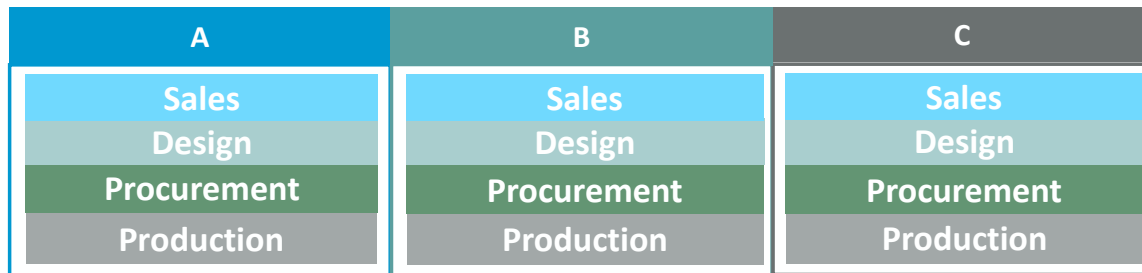 A B C
Sales Sales Sales
Design Design Design
Procurement Procurement Procurement
Production Production Production